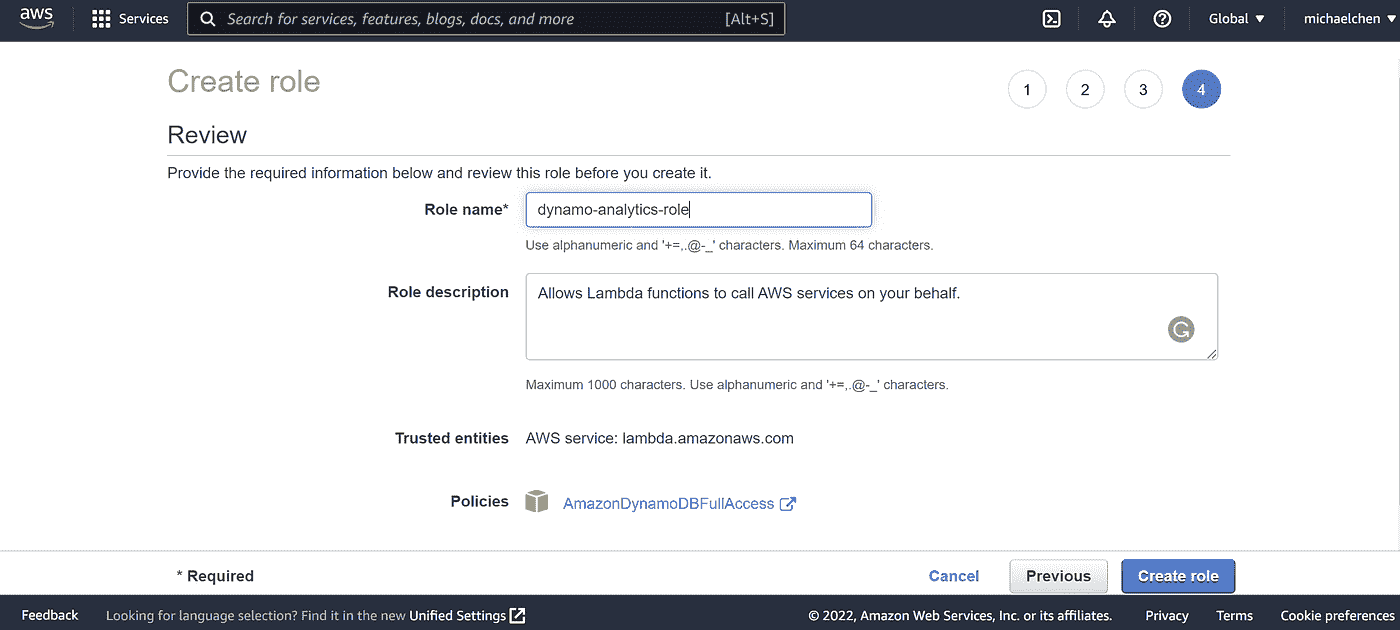 aws Services Search for services, features, blogs, docs, and more [Alt+S] Global ▼ michaelchen ▼
Create role 1 2 3 4
Review
Provide the required information below and review this role before you create it.
Role name* dynamo-analytics-role
Use alphanumeric and '+=,.@-_' characters. Maximum 64 characters.
Role description Allows Lambda functions to call AWS services on your behalf.
Maximum 1000 characters. Use alphanumeric and '+=,.@-_' characters.
Trusted entities AWS service: lambda.amazonaws.com
Policies AmazonDynamoDBFullAccess
* Required Cancel Previous Create role
Feedback Looking for language selection? Find it in the new Unified Settings © 2022, Amazon Web Services, Inc. or its affiliates. Privacy Terms Cookie preferences